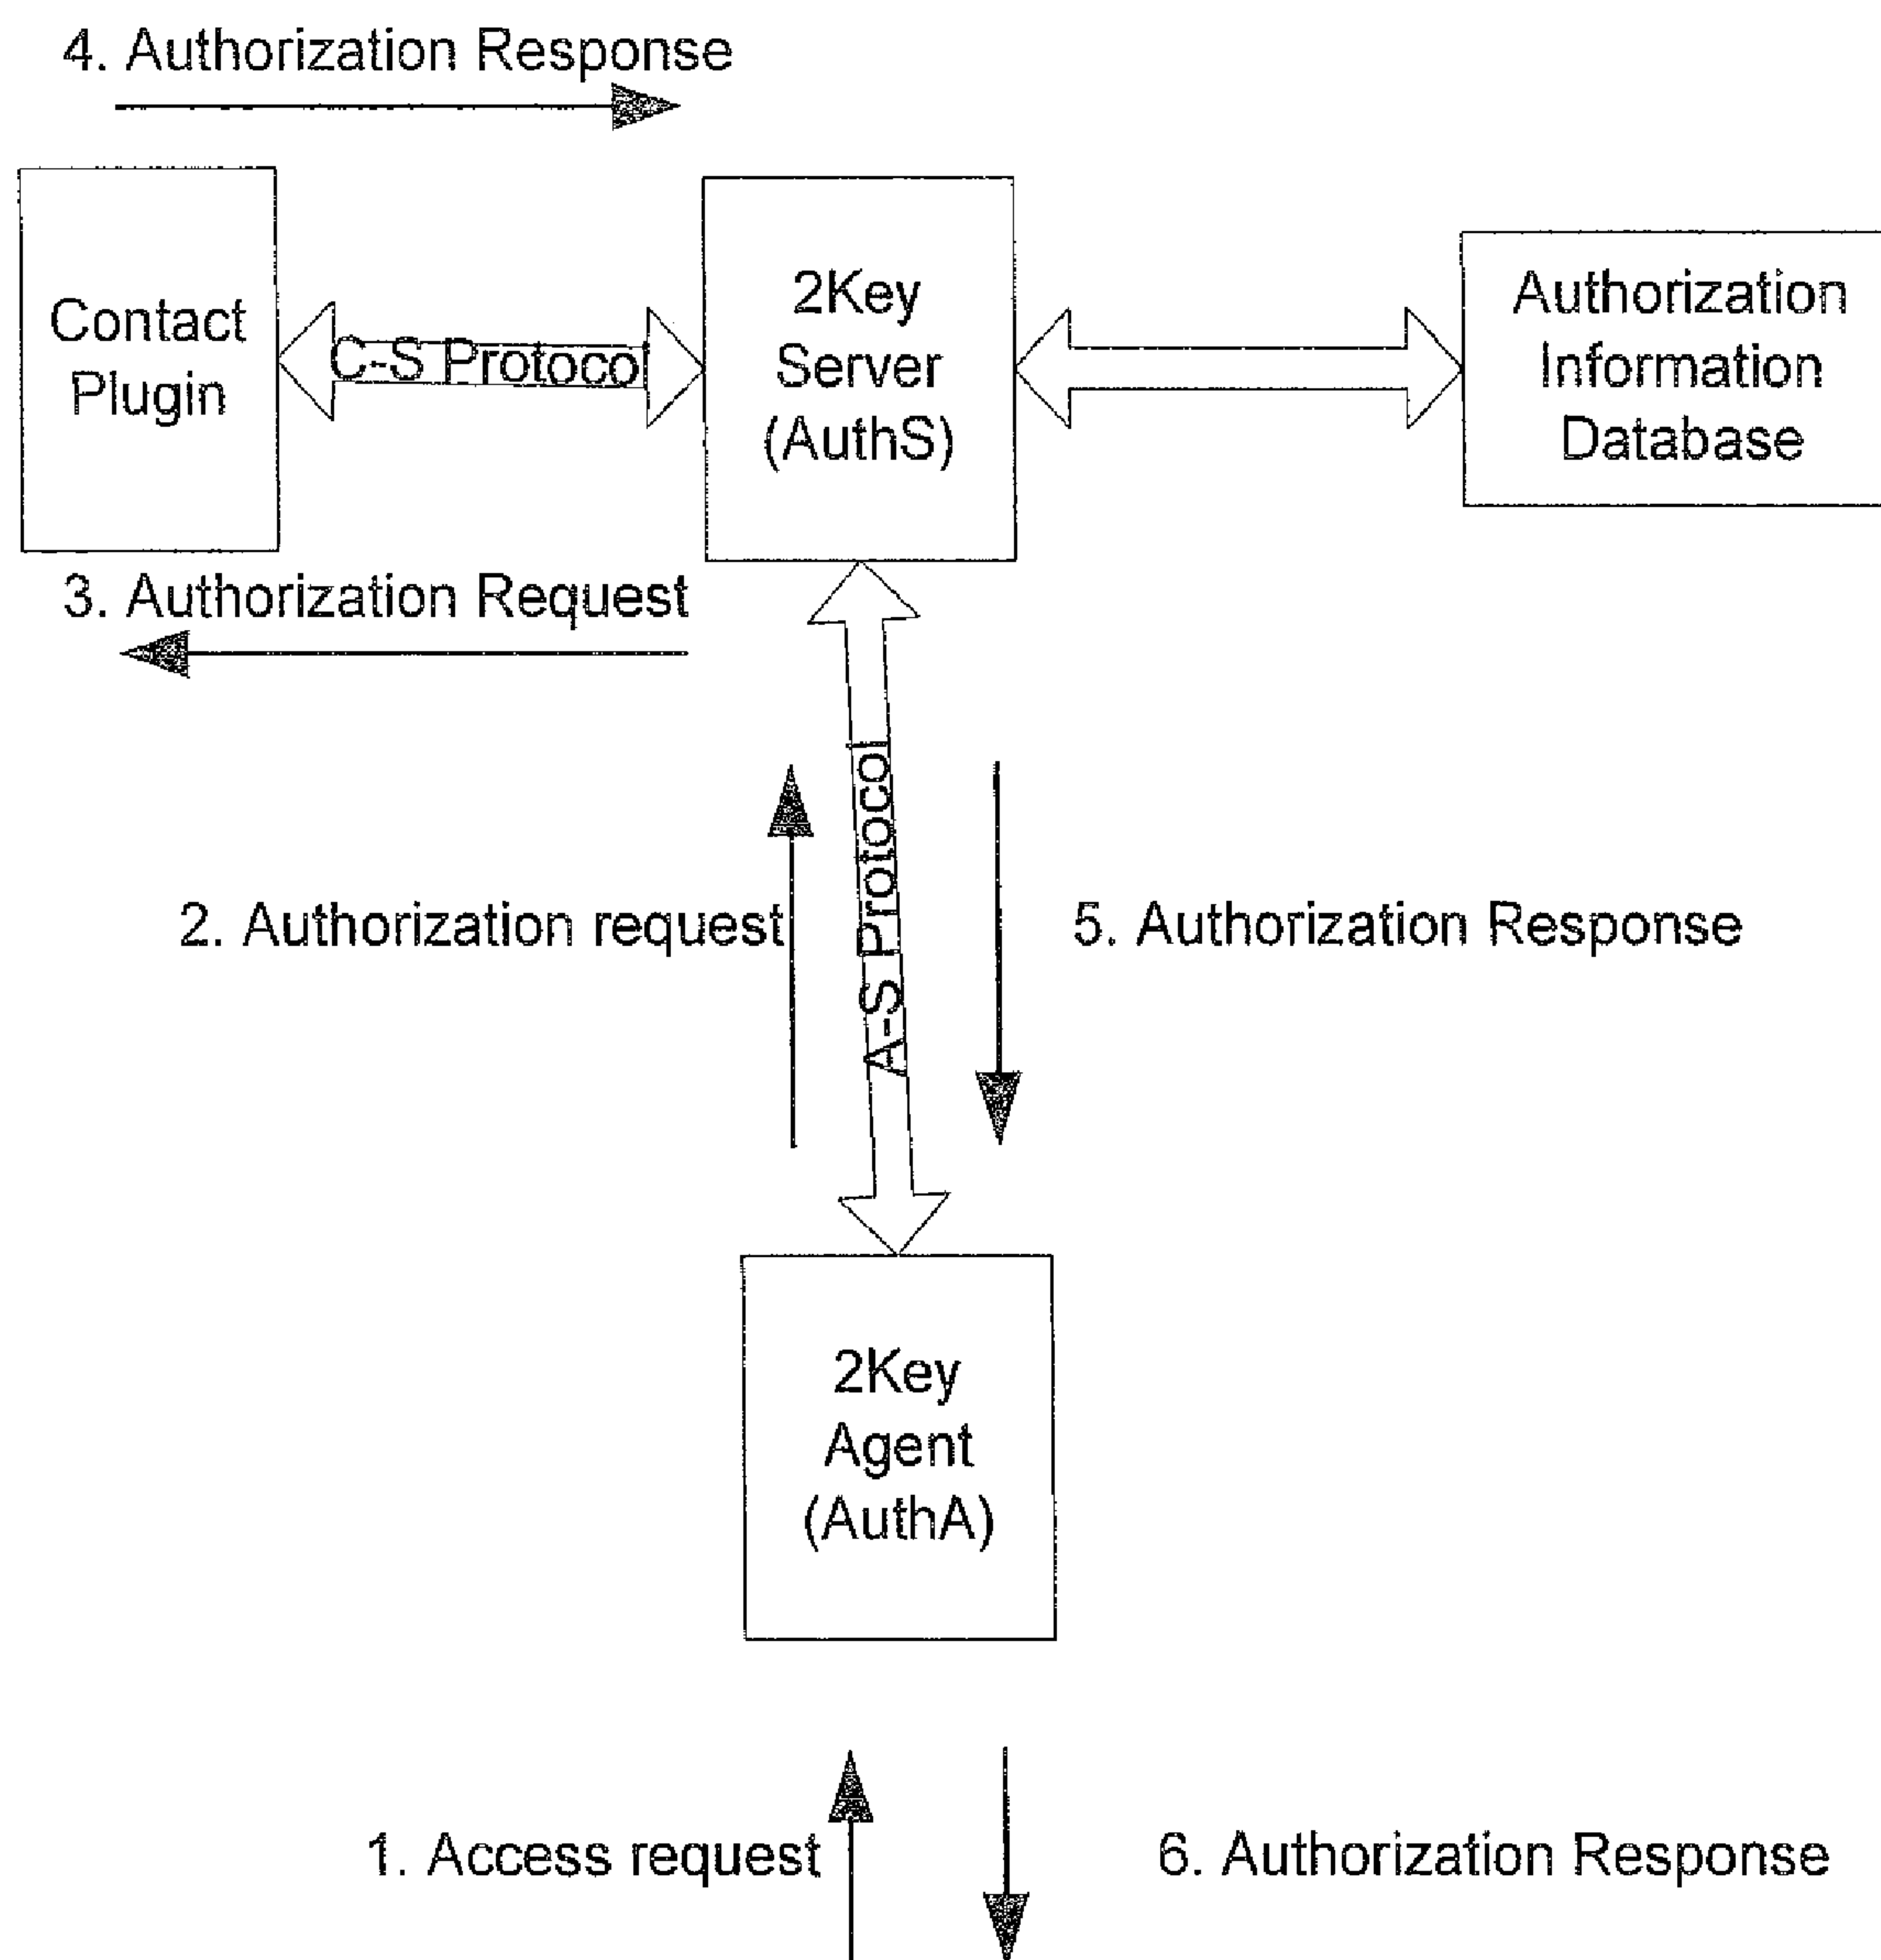 4. Authorization Response
Contact
Plugin
C-S Protocol
2Key
Server
(AuthS)
Authorization
Information
Database
3. Authorization Request
2. Authorization request
A-S Protocol
5. Authorization Response
2Key
Agent
(AuthA)
1. Access request
6. Authorization Response